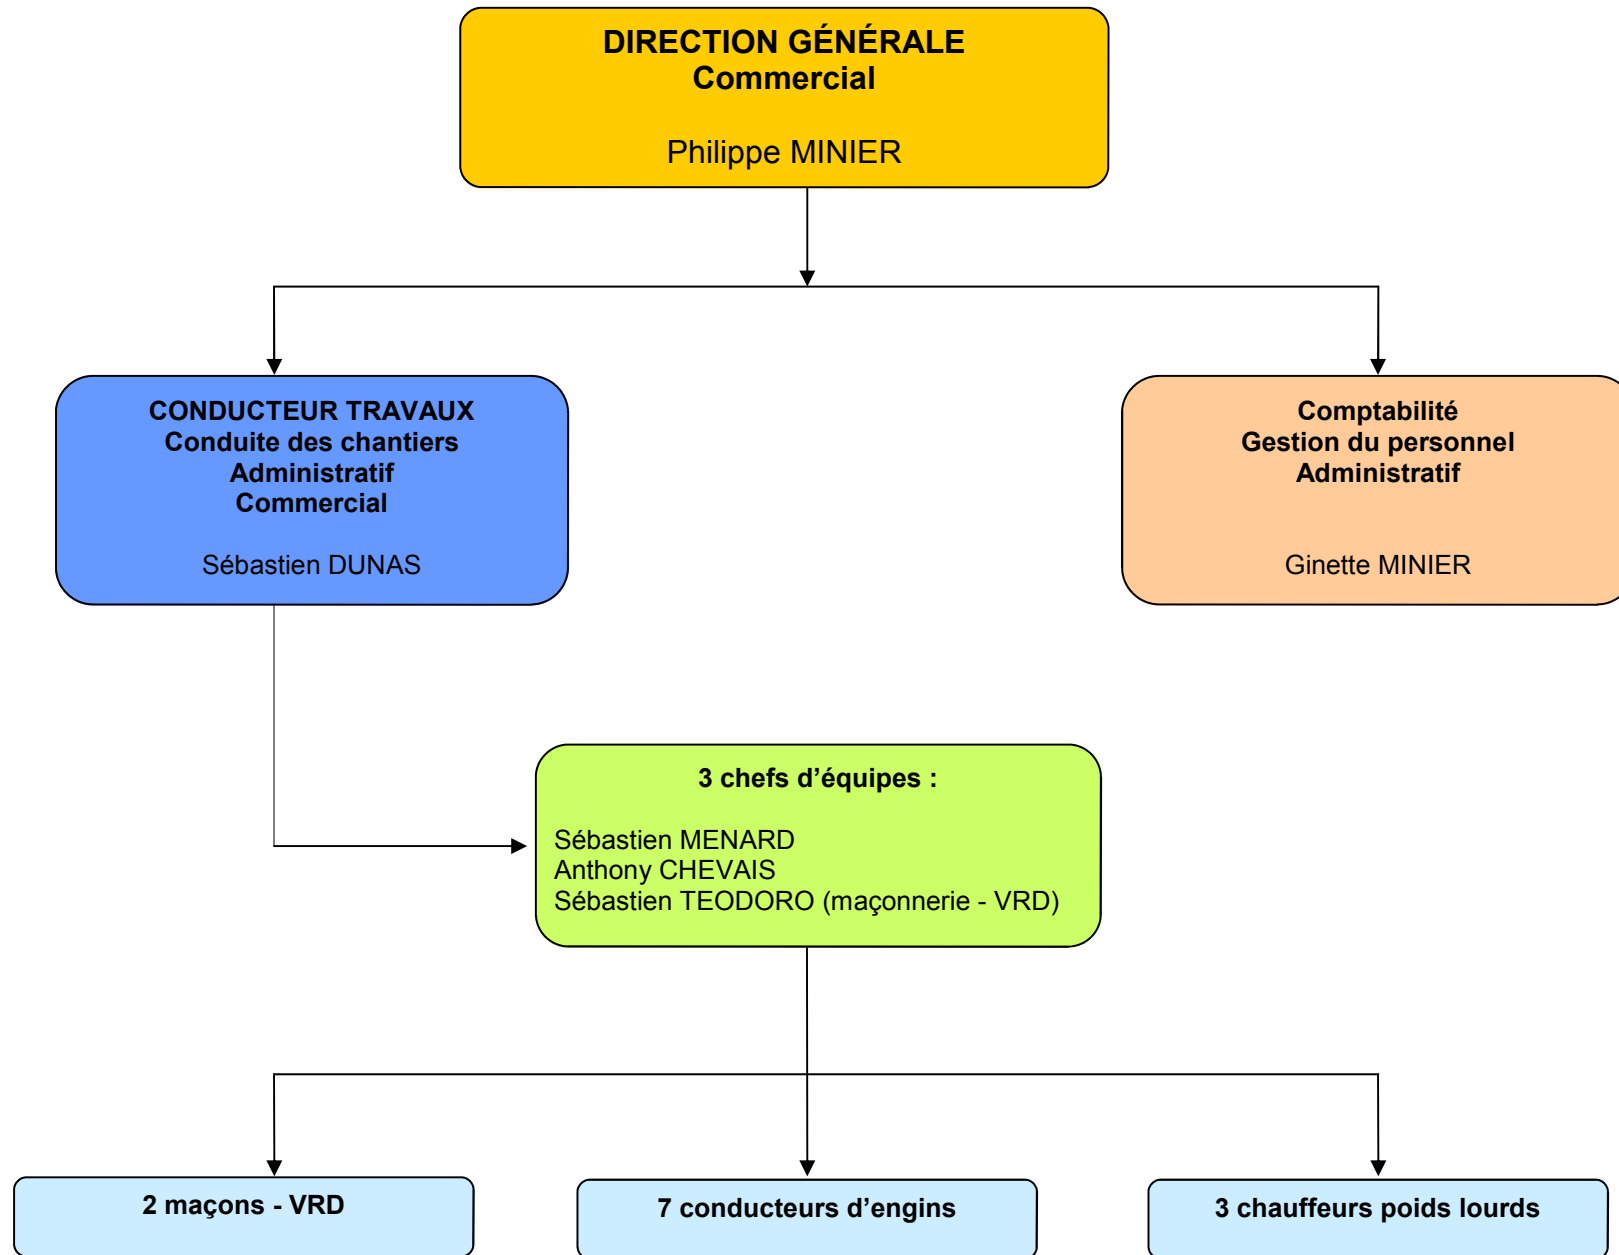 DIRECTION GÉNÉRALE
Commercial
Philippe MINIER
CONDUCTEUR TRAVAUX
Conduite des chantiers
Administratif
Commercial
Sébastien DUNAS
Comptabilité
Gestion du personnel
Administratif
Ginette MINIER
3 chefs d’équipes :
Sébastien MENARD
Anthony CHEVAIS
Sébastien TEODORO (maçonnerie - VRD)
2 maçons - VRD
7 conducteurs d’engins
3 chauffeurs poids lourds